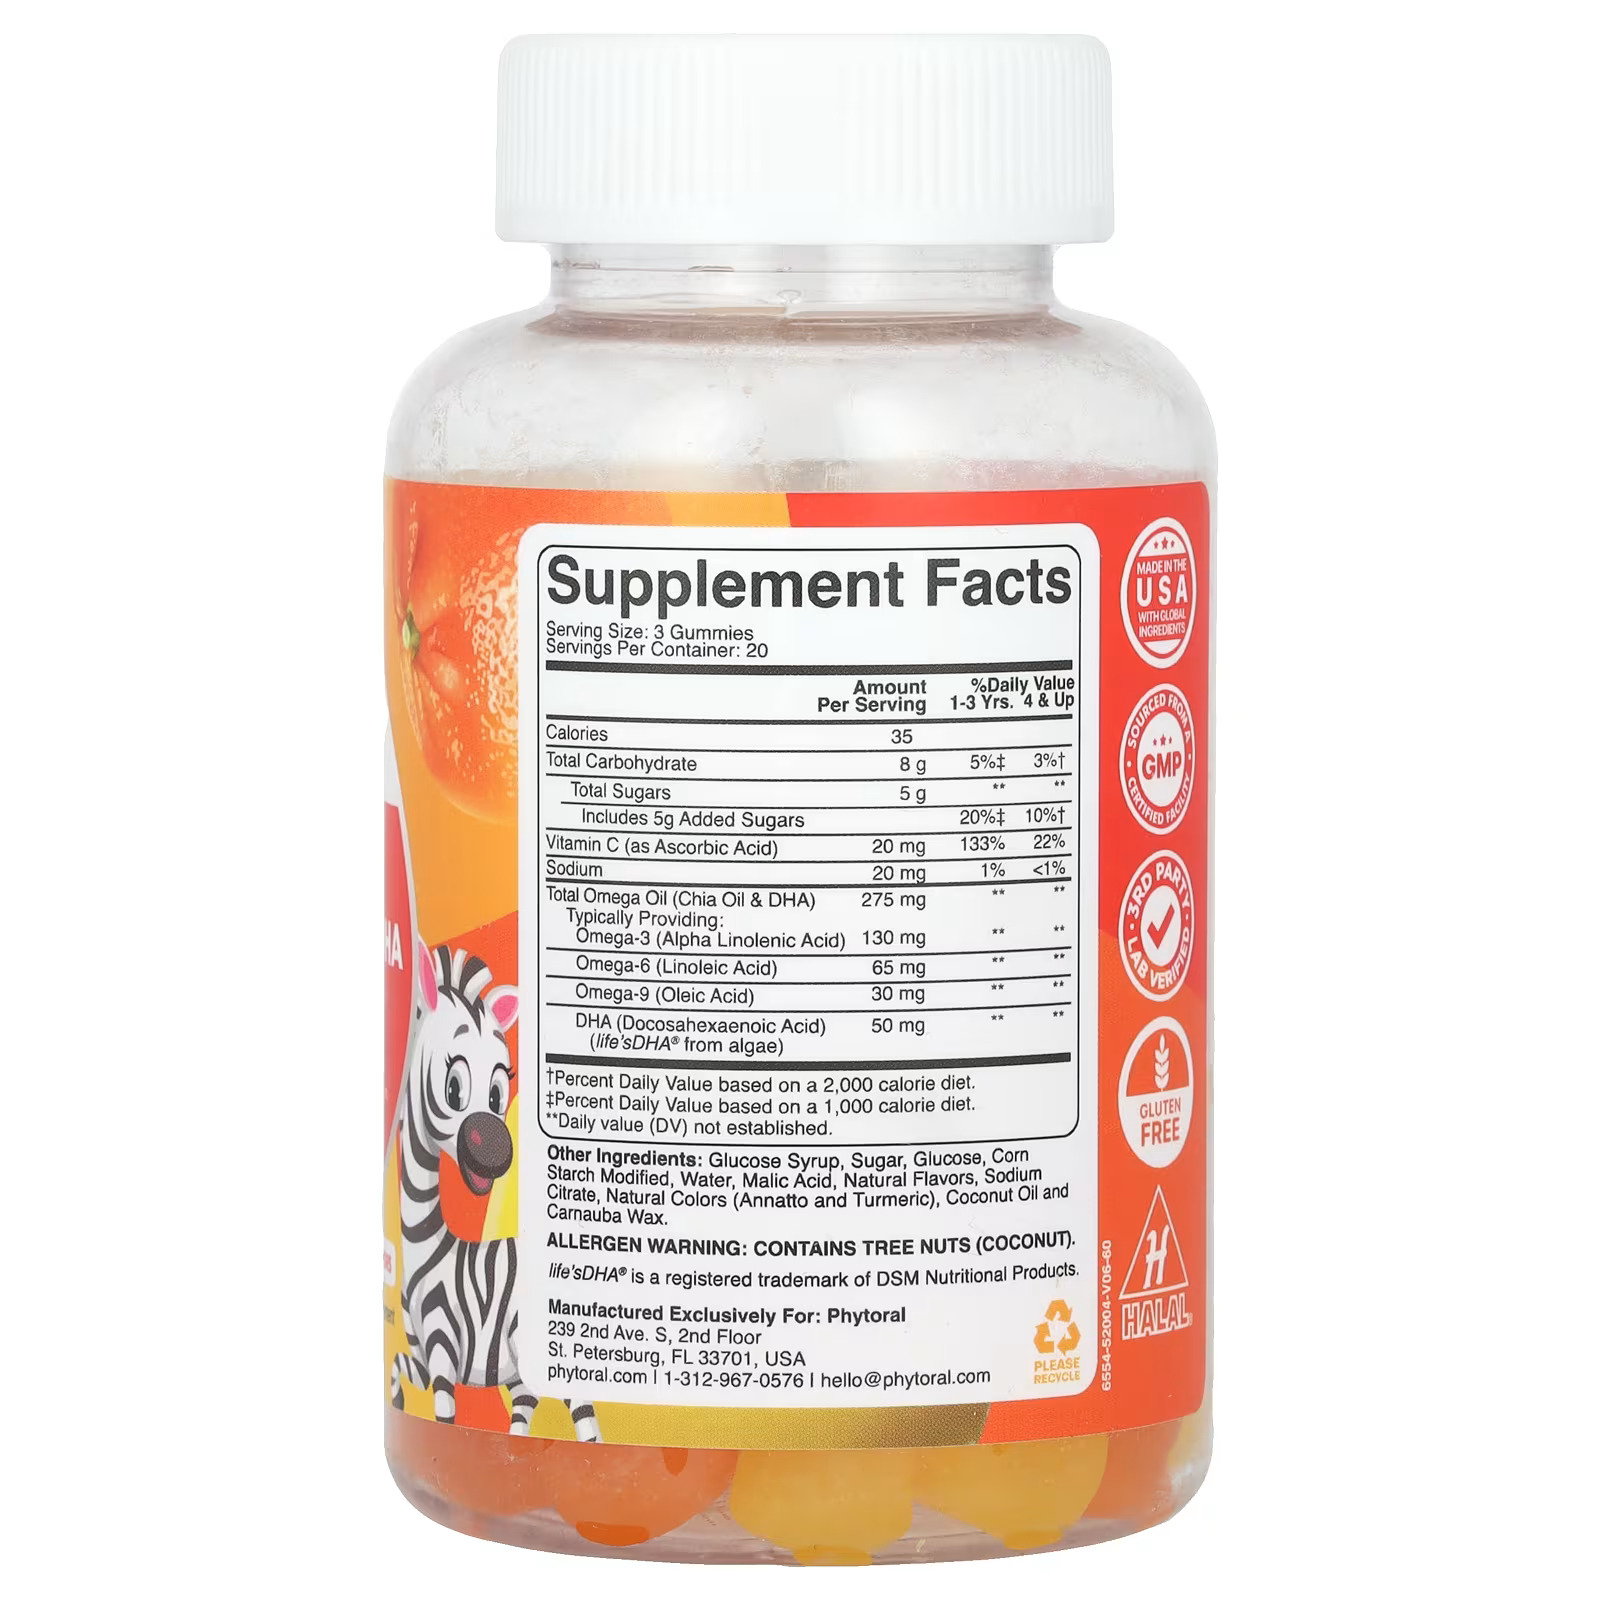 Supplement Facts
Serving Size: 3 Gummies
Servings Per Container: 20
Amount Per Serving %Daily Value 1-3 Yrs. 4 & Up
Calories 35
Total Carbohydrate 8 g 5%‡ 3%†
Total Sugars 5 g ** **
Includes 5g Added Sugars 20%‡ 10%†
Vitamin C (as Ascorbic Acid) 20 mg 133% 22%
Sodium 20 mg 1% <1%
Total Omega Oil (Chia Oil & DHA) 275 mg ** **
Typically Providing:
Omega-3 (Alpha Linolenic Acid) 130 mg ** **
Omega-6 (Linoleic Acid) 65 mg ** **
Omega-9 (Oleic Acid) 30 mg ** **
DHA (Docosahexaenoic Acid) 50 mg ** **
(life'sDHA® from algae)
†Percent Daily Value based on a 2,000 calorie diet.
‡Percent Daily Value based on a 1,000 calorie diet.
**Daily value (DV) not established.
Other Ingredients: Glucose Syrup, Sugar, Glucose, Corn
Starch Modified, Water, Malic Acid, Natural Flavors, Sodium
Citrate, Natural Colors (Annatto and Turmeric), Coconut Oil and
Carnauba Wax.
ALLERGEN WARNING: CONTAINS TREE NUTS (COCONUT).
life'sDHA® is a registered trademark of DSM Nutritional Products.
Manufactured Exclusively For: Phytoral
239 2nd Ave. S, 2nd Floor
St. Petersburg, FL 33701, USA
phytoral.com | 1-312-967-0576 | hello@phytoral.com
PLEASE
RECYCLE
6554-52004-V06-60
MADE IN THE
USA
WITH GLOBAL
INGREDIENTS
SOURCED FROM A
GMP
CERTIFIED FACILITY
3RD PARTY
LAB VERIFIED
GLUTEN
FREE
H
HALAL
HA